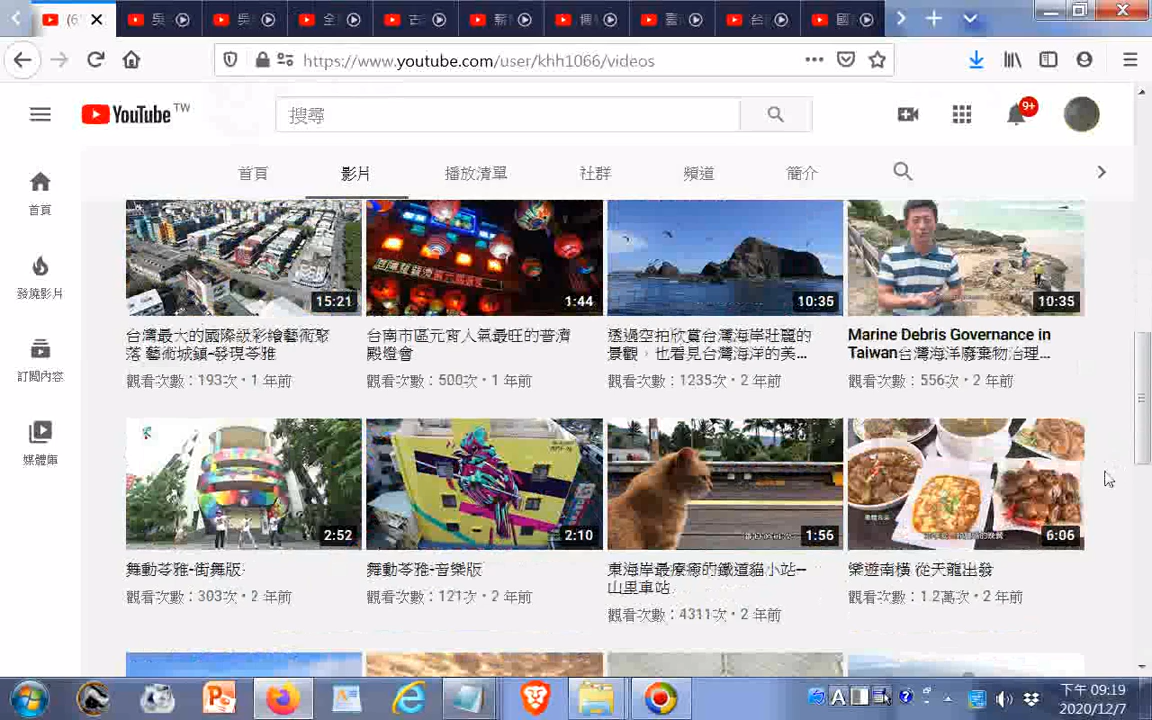 (6
吳
吳
全
古
薪
台
國
https://www.youtube.com/user/khh1066/videos
YouTube TW
搜尋
9+
首頁
影片
播放清單
社群
頻道
簡介
首頁
發燒影片
訂閱內容
媒體庫
15:21
1:44
10:35
10:35
台灣最大的國際級彩繪藝術聚
落 藝術城鎮-發現苓雅
觀看次數:193次・1 年前
台南市區元宵人氣最旺的普濟
殿燈會
觀看次數:500次・1 年前
透過空拍欣賞台灣海岸壯麗的
景觀,也看見台灣海洋的美...
觀看次數:1235次・2 年前
Marine Debris Governance in
Taiwan台灣海洋廢棄物治理...
觀看次數:556次・2 年前
2:52
2:10
1:56
6:06
舞動苓雅-街舞版
觀看次數:303次・2 年前
舞動苓雅-音樂版
觀看次數:121次・2 年前
東海岸最療癒的鐵道貓小站--
山里車站
觀看次數:4311次・2 年前
樂遊南橫 從天龍出發
觀看次數:1.2萬次・2 年前
A
下午 09:19
2020/12/7